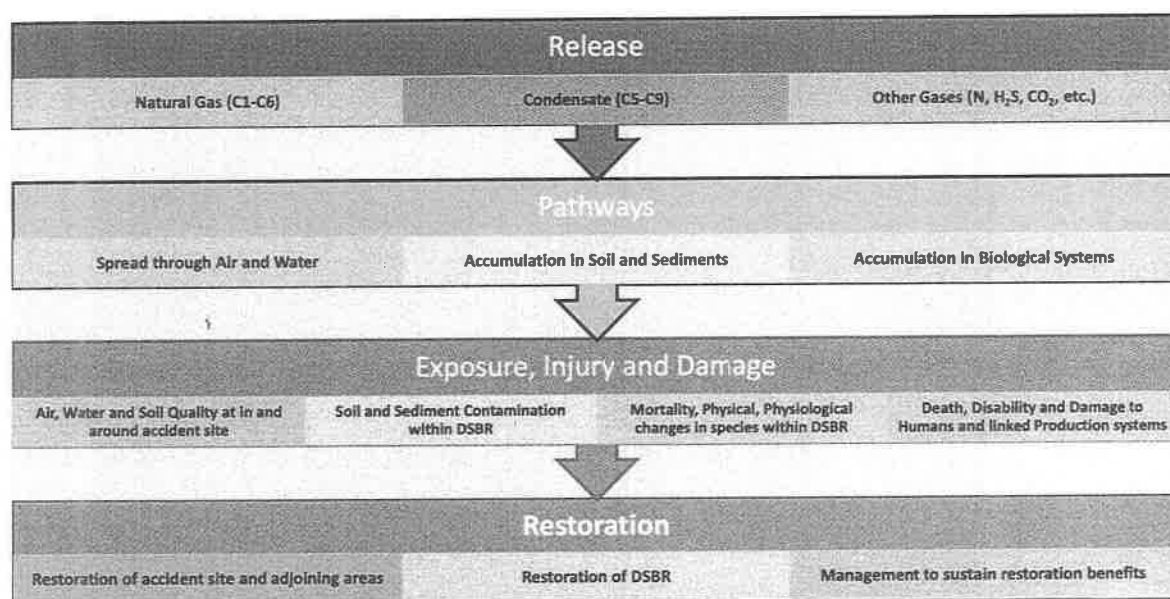 Release
Natural Gas (C1-C6)
Condensate (C5-C9)
Other Gases (N, H₂S, CO₂, etc.)
Pathways
Spread through Air and Water
Accumulation in Soil and Sediments
Accumulation in Biological Systems
Exposure, Injury and Damage
Air, Water and Soil Quality at in and
around accident site
Soil and Sediment Contamination
within DSBR
Mortality, Physical, Physiological
changes in species within DSBR
Death, Disability and Damage to
Humans and linked Production systems
Restoration
Restoration of accident site and adjoining areas
Restoration of DSBR
Management to sustain restoration benefits